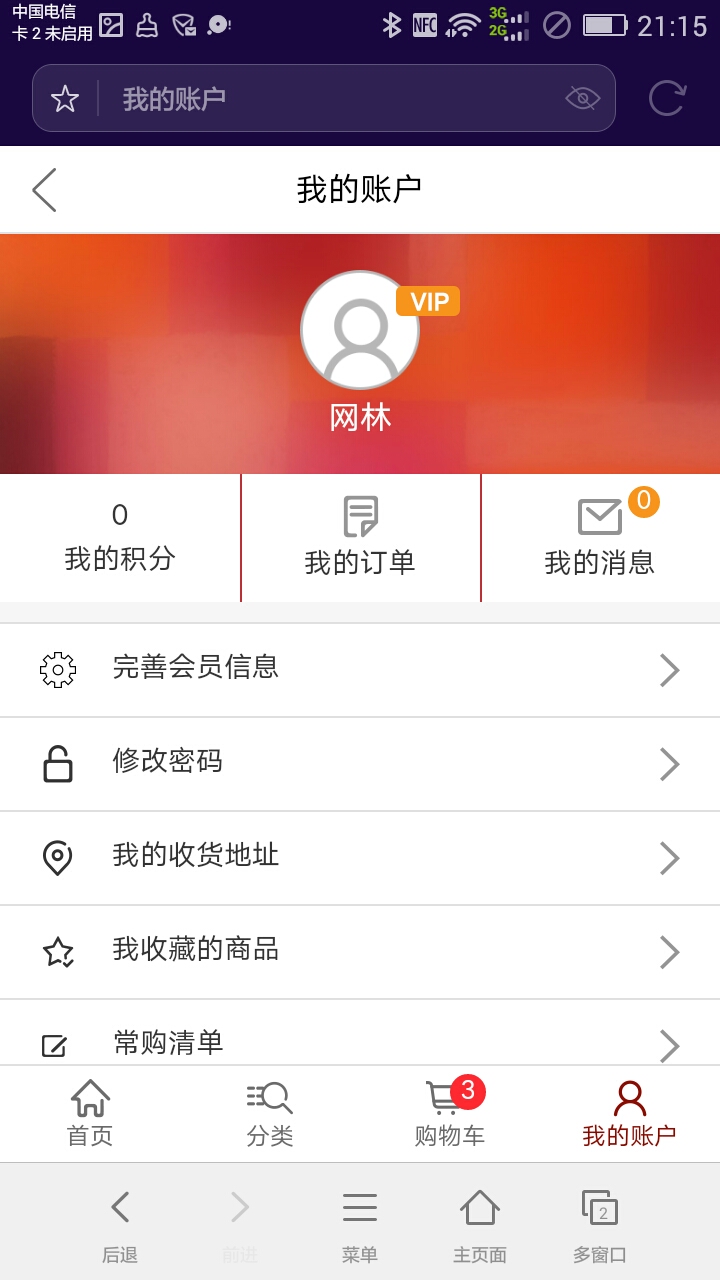 中国电信
卡 2 未启用
NFC
3G
2G
21:15
我的账户
我的账户
VIP
网林
0
我的积分
我的订单
0
我的消息
完善会员信息
修改密码
我的收货地址
我收藏的商品
常购清单
首页
分类
3
购物车
我的账户
后退
前进
菜单
主页面
2
多窗口